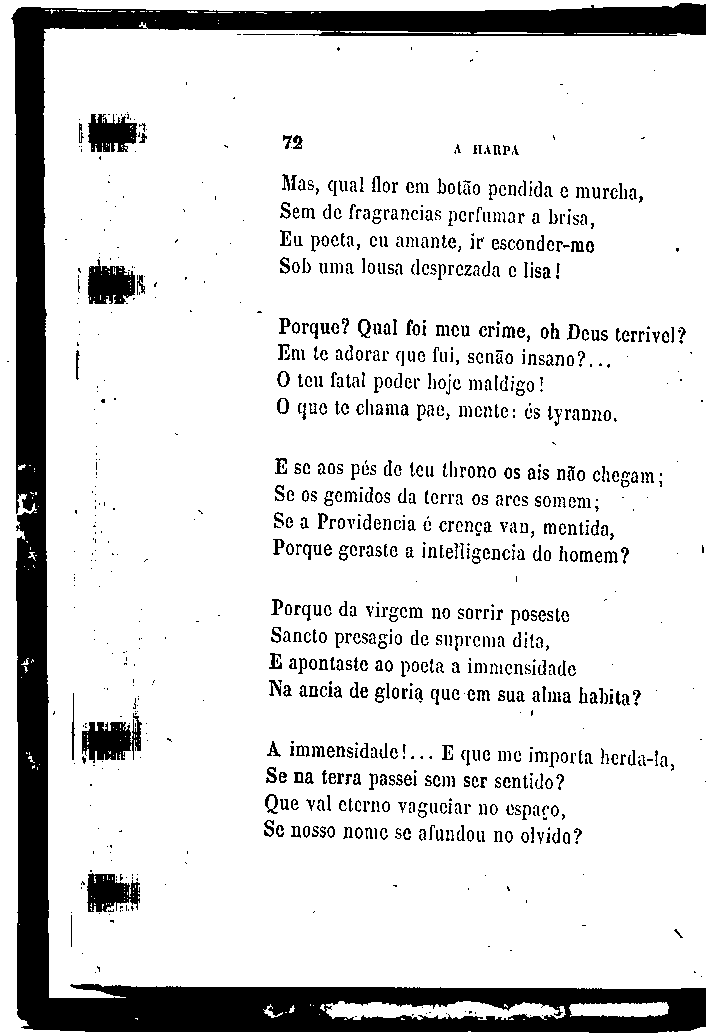 72
A HARPA
Mas, qual flor em botão pendida e murcha,
Sem de fragrancias perfumar a brisa,
Eu poeta, eu amante, ir esconder-me
Sob uma lousa desprezada e lisa!
Porque? Qual foi meu crime, oh Deus terrivel?
Em te adorar que fui, senão insano?...
O teu fatal poder hoje maldigo!
O que te chama pae, mente: és tyranno.
E se aos pés de teu throno os ais não chegam;
Se os gemidos da terra os ares somem;
Se a Providencia é crença van, mentida,
Porque geraste a intelligencia do homem?
Porque da virgem no sorrir poseste
Sancto presagio de suprema dita,
E apontaste ao poeta a immensidade
Na ancia de gloria que em sua alma habita?
A immensidade!... E que me importa herda-la,
Se na terra passei sem ser sentido?
Que val eterno vaguciar no espaço,
Se nosso nome se afundou no olvido?